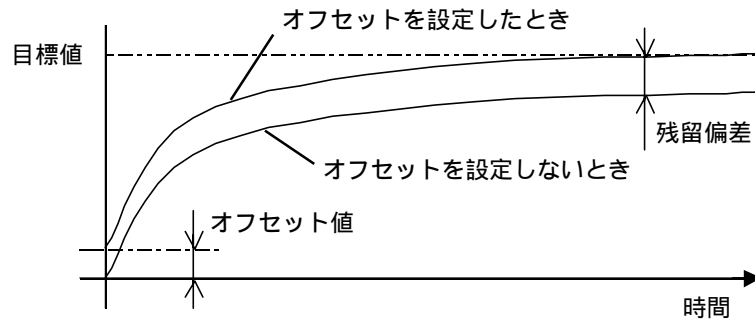 オフセットを設定したとき
目標値
残留偏差
オフセットを設定しないとき
オフセット値
時間